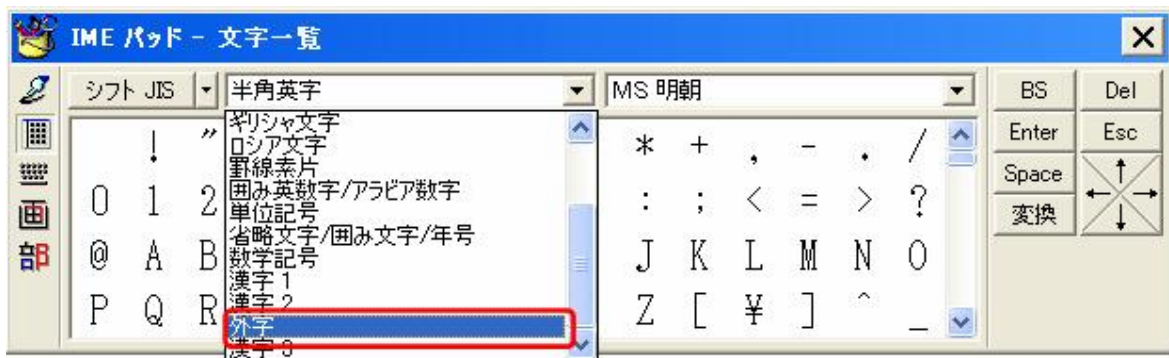 IME パッド - 文字一覧
シフト JIS 半角英字 MS 明朝 BS Del
ギリシャ文字
ロシア文字
罫線素片
囲み英数字/アラビア数字
単位記号
省略文字/囲み文字/年号
数学記号
漢字 1
漢字 2
外字
漢字 3
! " * + , - . / Enter Esc
Space
0 1 2 : ; < = > ? 変換
@ A B J K L M N O
P Q R Z [ ¥ ] ^ _
画
部